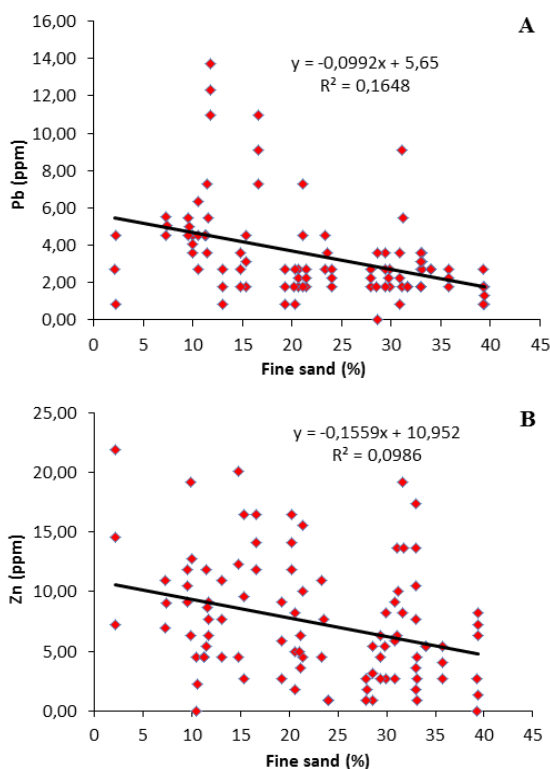 A
16,00
14,00
12,00
10,00
8,00
6,00
4,00
2,00
0,00
Pb (ppm)
y = -0,0992x + 5,65
R² = 0,1648
0 5 10 15 20 25 30 35 40 45
Fine sand (%)
B
25,00
20,00
15,00
10,00
5,00
0,00
Zn (ppm)
y = -0,1559x + 10,952
R² = 0,0986
0 5 10 15 20 25 30 35 40 45
Fine sand (%)